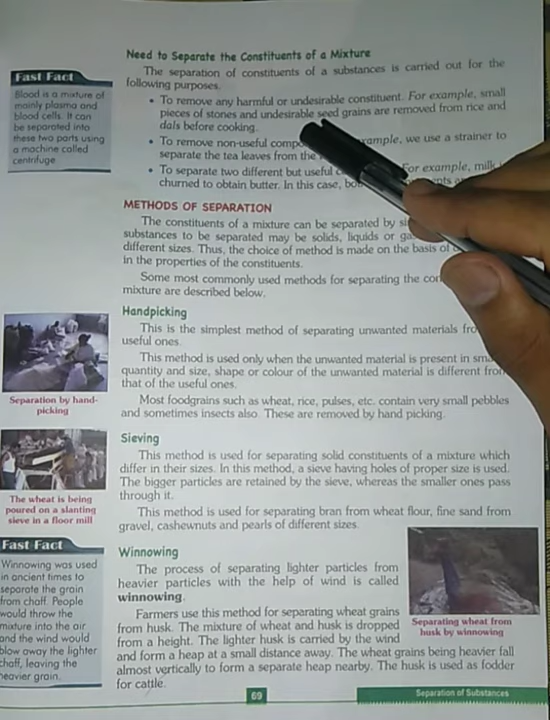 Need to Separate the Constituents of a Mixture
The separation of constituents of a substances is carried out for the
following purposes.
• To remove any harmful or undesirable constituent. For example, small
pieces of stones and undesirable seed grains are removed from rice and
dals before cooking.
• To remove non-useful example, we use a strainer to
separate the tea leaves from the
• To separate two different but useful For example, milk
churned to obtain butter. In this case,
Fast Fact
Blood is a mixture of
mainly plasma and
blood cells. It can
be separated into
these two parts using
a machine called
centrifuge
METHODS OF SEPARATION
The constituents of a mixture can be separated by
substances to be separated may be solids, liquids or
different sizes. Thus, the choice of method is made on the basis of
in the properties of the constituents.
Some most commonly used methods for separating the
mixture are described below.
Handpicking
This is the simplest method of separating unwanted materials
useful ones.
This method is used only when the unwanted material is present in
quantity and size, shape or colour of the unwanted material is different from
that of the useful ones.
Most foodgrains such as wheat, rice, pulses, etc. contain very small pebbles
and sometimes insects also. These are removed by hand picking.
Separation by hand-
picking
Sieving
This method is used for separating solid constituents of a mixture which
differ in their sizes. In this method, a sieve having holes of proper size is used.
The bigger particles are retained by the sieve, whereas the smaller ones pass
through it.
This method is used for separating bran from wheat flour, fine sand from
gravel, cashewnuts and pearls of different sizes.
The wheat is being
poured on a slanting
sieve in a floor mill
Fast Fact
Winnowing was used
in ancient times to
separate the grain
from chaff. People
would throw the
mixture into the air
and the wind would
blow away the lighter
chaff, leaving the
heavier grain.
Winnowing
The process of separating lighter particles from
heavier particles with the help of wind is called
winnowing.
Farmers use this method for separating wheat grains
from husk. The mixture of wheat and husk is dropped
from a height. The lighter husk is carried by the wind
and form a heap at a small distance away. The wheat grains being heavier fall
almost vertically to form a separate heap nearby. The husk is used as fodder
for cattle.
Separating wheat from
husk by winnowing
69
Separation of Substances